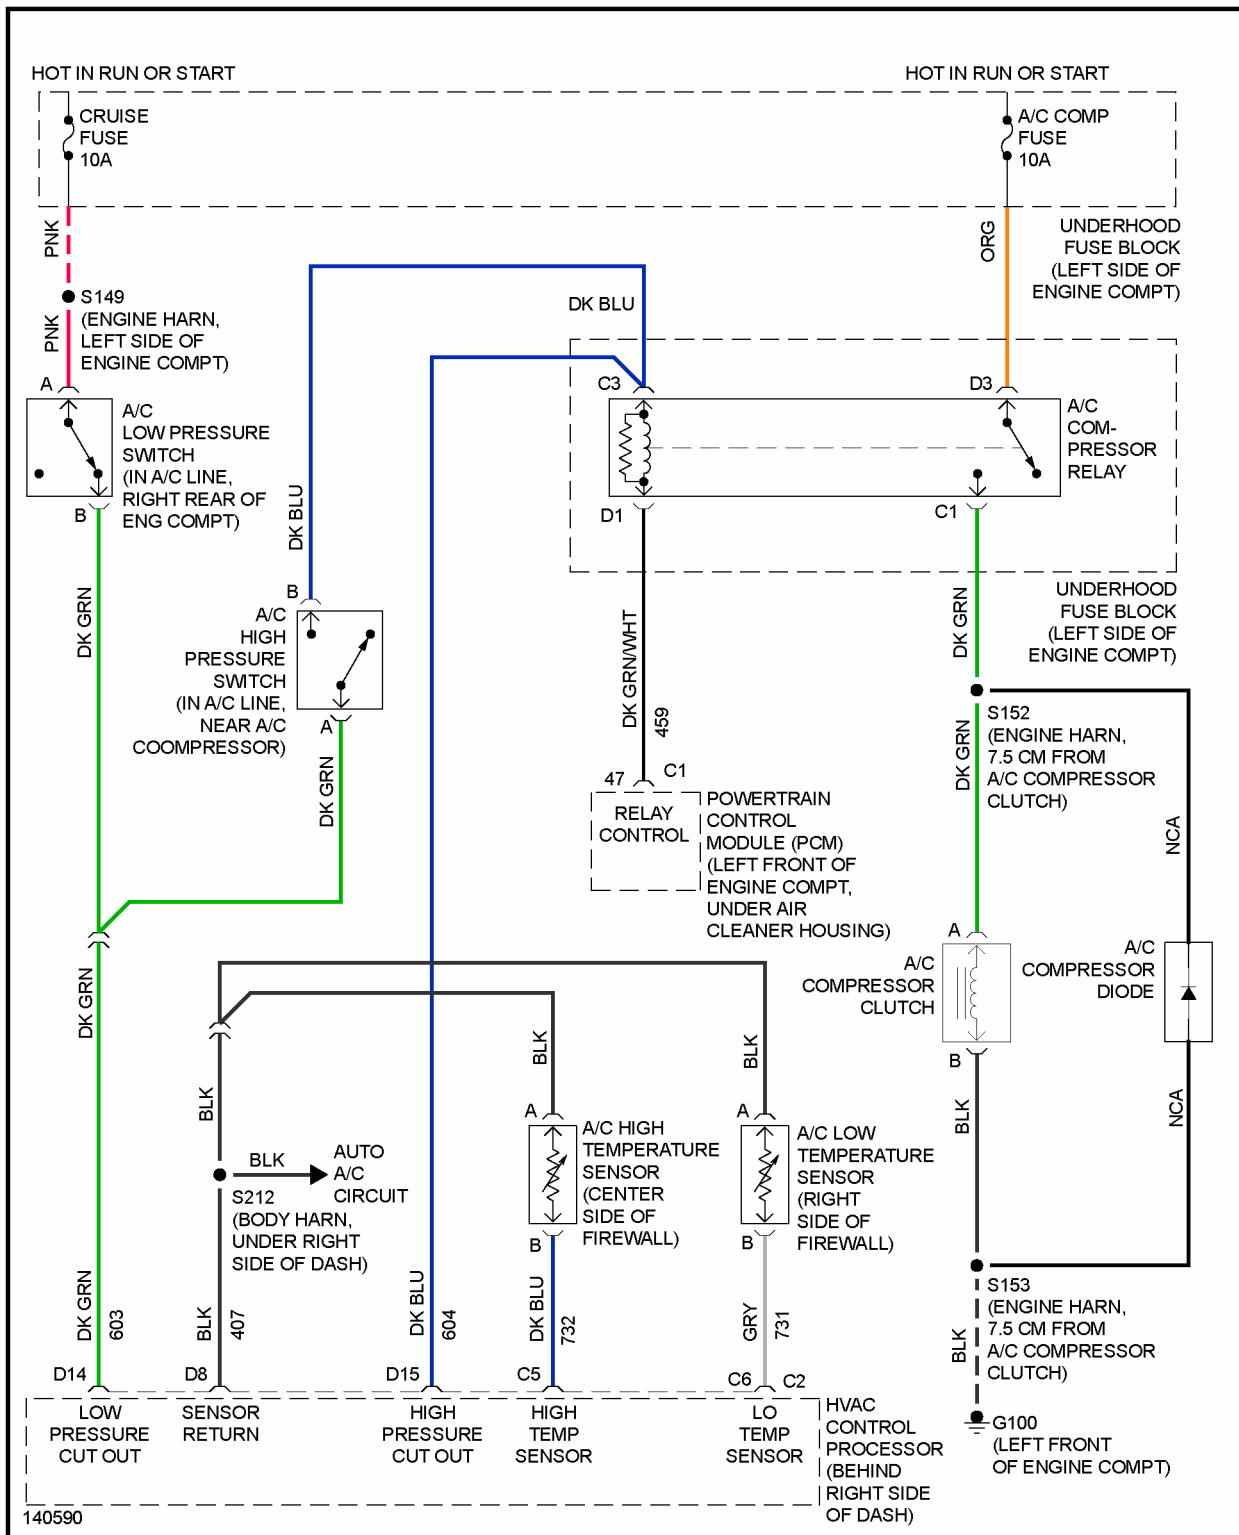 HOT IN RUN OR START
HOT IN RUN OR START
CRUISE
FUSE
10A
A/C COMP
FUSE
10A
PNK
ORG
UNDERHOOD
FUSE BLOCK
(LEFT SIDE OF
ENGINE COMPT)
S149
(ENGINE HARN,
LEFT SIDE OF
ENGINE COMPT)
PNK
DK BLU
A
C3
D3
A/C
LOW PRESSURE
SWITCH
(IN A/C LINE,
RIGHT REAR OF
ENG COMPT)
A/C
COM-
PRESSOR
RELAY
B
DK BLU
D1
C1
DK GRN
B
A/C
HIGH
PRESSURE
SWITCH
(IN A/C LINE,
NEAR A/C
COOMPRESSOR)
A
DK GRN
DK GRN/WHT
459
DK GRN
UNDERHOOD
FUSE BLOCK
(LEFT SIDE OF
ENGINE COMPT)
S152
(ENGINE HARN,
7.5 CM FROM
A/C COMPRESSOR
CLUTCH)
DK GRN
47
C1
RELAY
CONTROL
POWERTRAIN
CONTROL
MODULE (PCM)
(LEFT FRONT OF
ENGINE COMPT,
UNDER AIR
CLEANER HOUSING)
NCA
A
A/C
COMPRESSOR
CLUTCH
A/C
COMPRESSOR
DIODE
B
DK GRN
BLK
BLK
BLK
BLK
NCA
A
A/C HIGH
TEMPERATURE
SENSOR
(CENTER
SIDE OF
FIREWALL)
B
A
A/C LOW
TEMPERATURE
SENSOR
(RIGHT
SIDE OF
FIREWALL)
B
BLK
AUTO
A/C
CIRCUIT
S212
(BODY HARN,
UNDER RIGHT
SIDE OF DASH)
S153
(ENGINE HARN,
7.5 CM FROM
A/C COMPRESSOR
CLUTCH)
DK GRN
603
BLK
407
DK BLU
604
DK BLU
732
GRY
731
BLK
D14
D8
D15
C5
C6
C2
LOW
PRESSURE
CUT OUT
SENSOR
RETURN
HIGH
PRESSURE
CUT OUT
HIGH
TEMP
SENSOR
LO
TEMP
SENSOR
HVAC
CONTROL
PROCESSOR
(BEHIND
RIGHT SIDE
OF DASH)
G100
(LEFT FRONT
OF ENGINE COMPT)
140590